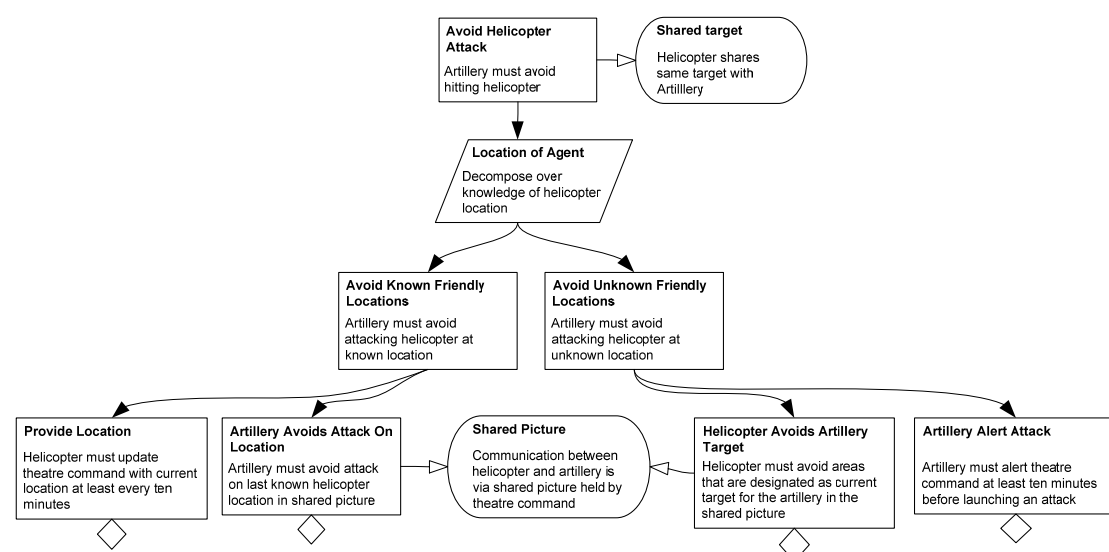 Avoid Helicopter
Attack
Artillery must avoid
hitting helicopter
Shared target
Helicopter shares
same target with
Artilllery
Location of Agent
Decompose over
knowledge of helicopter
location
Avoid Known Friendly
Locations
Artillery must avoid
attacking helicopter at
known location
Avoid Unknown Friendly
Locations
Artillery must avoid
attacking helicopter at
unknown location
Provide Location
Helicopter must update
theatre command with current
location at least every ten
minutes
Artillery Avoids Attack On
Location
Artillery must avoid attack
on last known helicopter
location in shared picture
Shared Picture
Communication between
helicopter and artillery is
via shared picture held by
theatre command
Helicopter Avoids Artillery
Target
Helicopter must avoid areas
that are designated as current
target for the artillery in the
shared picture
Artillery Alert Attack
Artillery must alert theatre
command at least ten minutes
before launching an attack